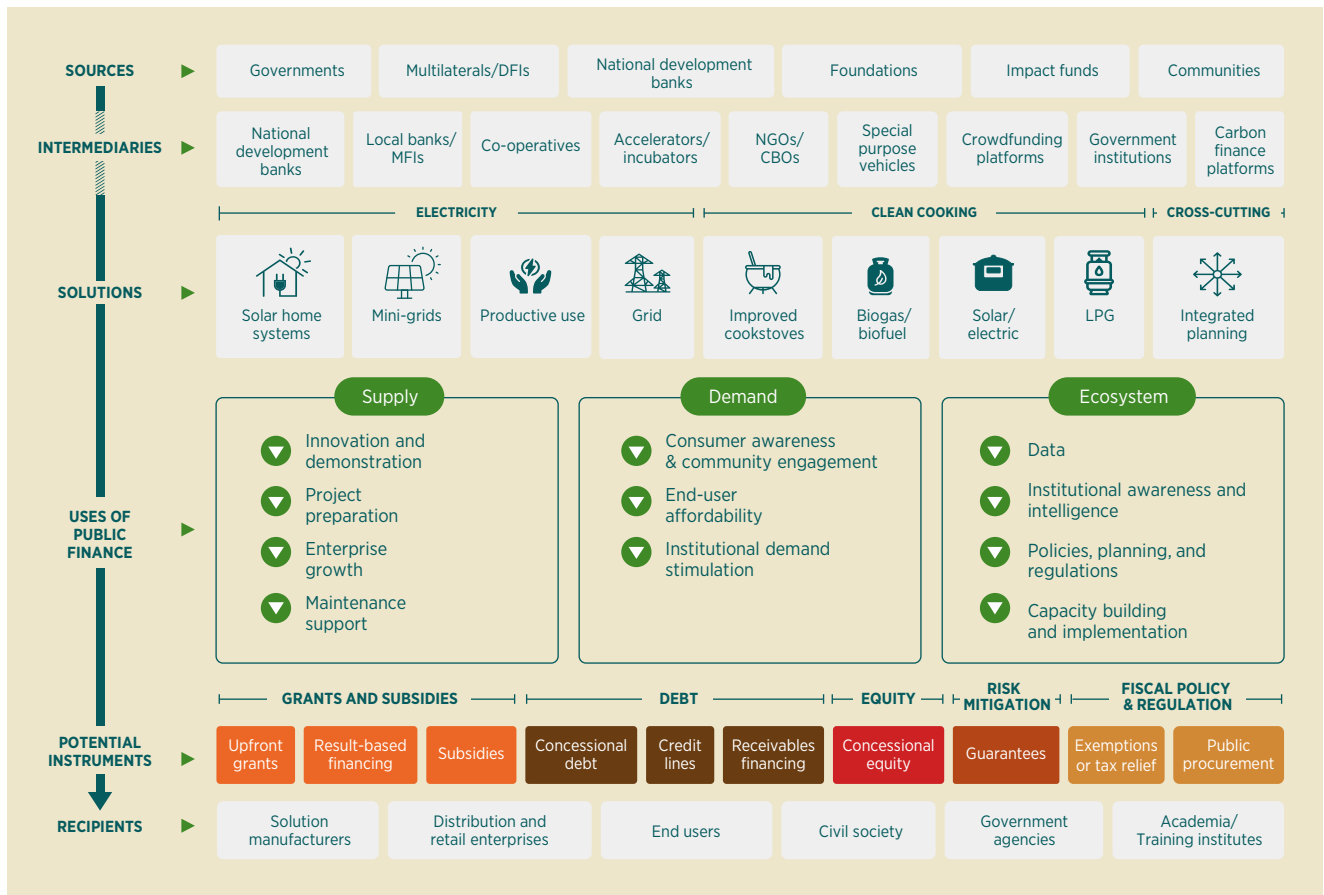 SOURCES
Governments
Multilaterals/DFIs
National development
banks
Foundations
Impact funds
Communities
INTERMEDIARIES
National
development
banks
Local banks/
MFIs
Co-operatives
Accelerators/
incubators
NGOs/
CBOs
Special
purpose
vehicles
Crowdfunding
platforms
Government
institutions
Carbon
finance
platforms
ELECTRICITY
CLEAN COOKING
CROSS-CUTTING
SOLUTIONS
Solar home
systems
Mini-grids
Productive use
Grid
Improved
cookstoves
Biogas/
biofuel
Solar/
electric
LPG
Integrated
planning
USES OF
PUBLIC
FINANCE
Supply
Innovation and
demonstration
Project
preparation
Enterprise
growth
Maintenance
support
Demand
Consumer awareness
& community engagement
End-user
affordability
Institutional demand
stimulation
Ecosystem
Data
Institutional awareness and
intelligence
Policies, planning, and
regulations
Capacity building
and implementation
GRANTS AND SUBSIDIES
DEBT
EQUITY
RISK
MITIGATION
FISCAL POLICY
& REGULATION
POTENTIAL
INSTRUMENTS
Upfront
grants
Result-based
financing
Subsidies
Concessional
debt
Credit
lines
Receivables
financing
Concessional
equity
Guarantees
Exemptions
or tax relief
Public
procurement
RECIPIENTS
Solution
manufacturers
Distribution and
retail enterprises
End users
Civil society
Government
agencies
Academia/
Training institutes